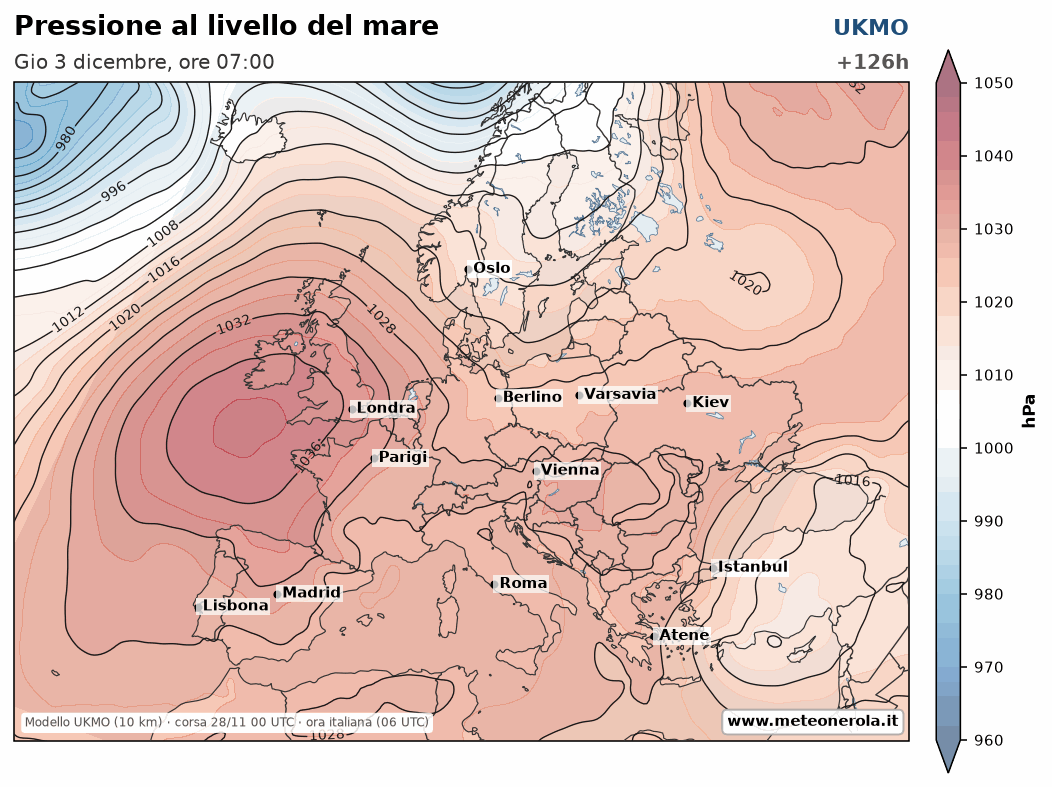 Pressione al livello del mare
UKMO
Gio 3 dicembre, ore 07:00
+126h
1050
1040
1030
1020
1010
1000
990
980
970
960
hPa
980
996
1008
1016
1012
1020
1032
1028
1020
1036
1016
1028
Oslo
Londra
Berlino
Varsavia
Kiev
Parigi
Vienna
Istanbul
Roma
Madrid
Lisbona
Atene
Modello UKMO (10 km) · corsa 28/11 00 UTC · ora italiana (06 UTC)
www.meteonerola.it